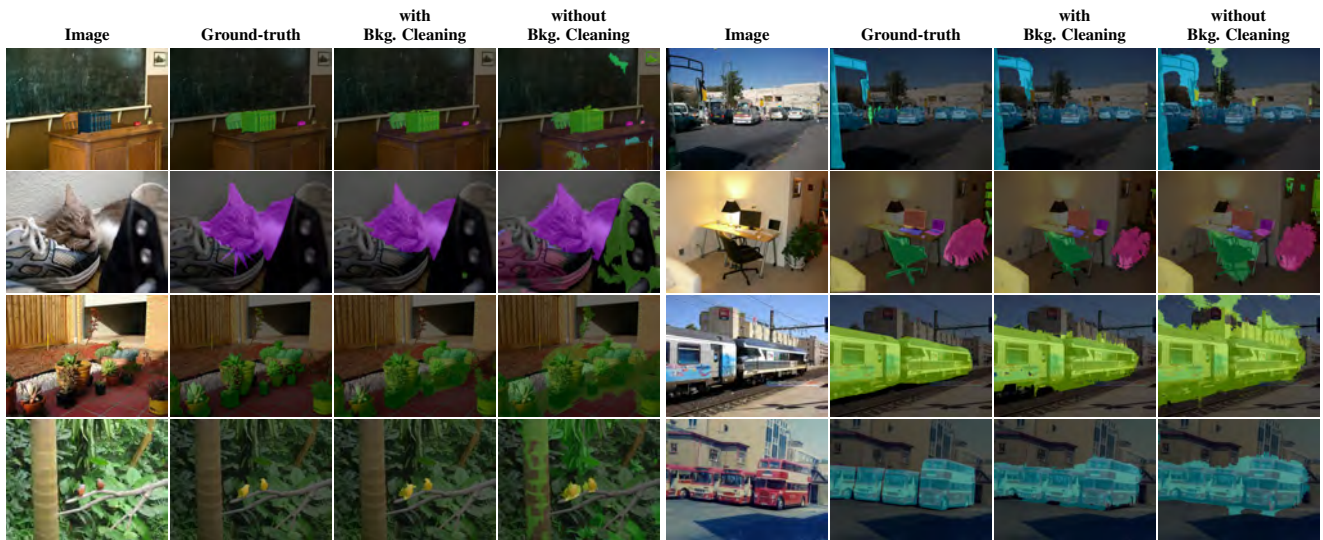 Image
Ground-truth
with
Bkg. Cleaning
without
Bkg. Cleaning
Image
Ground-truth
with
Bkg. Cleaning
without
Bkg. Cleaning